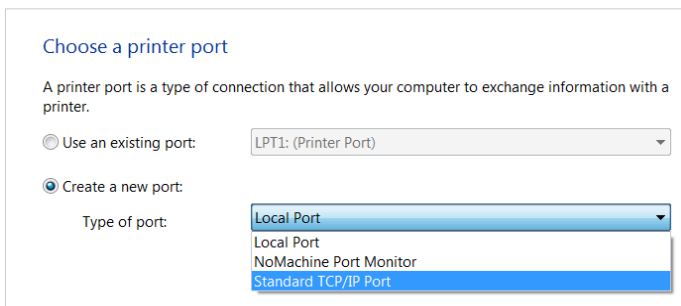 Choose a printer port
A printer port is a type of connection that allows your computer to exchange information with a
printer.
Use an existing port: LPT1: (Printer Port)
Create a new port:
Type of port: Local Port
Local Port
NoMachine Port Monitor
Standard TCP/IP Port